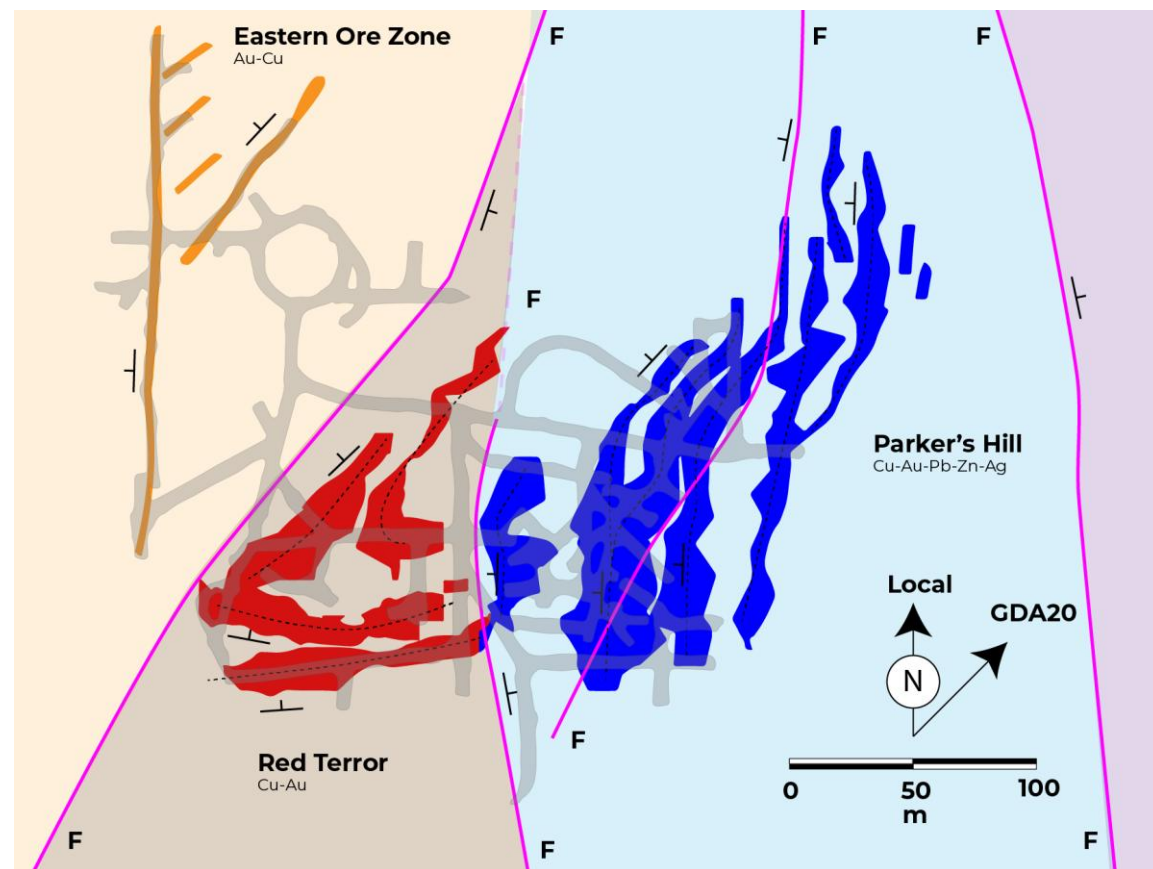 Eastern Ore Zone
Au-Cu
F
F
F
F
Parker's Hill
Cu-Au-Pb-Zn-Ag
Local
GDA20
N
F
Red Terror
Cu-Au
0
50
100
m
F
F
F